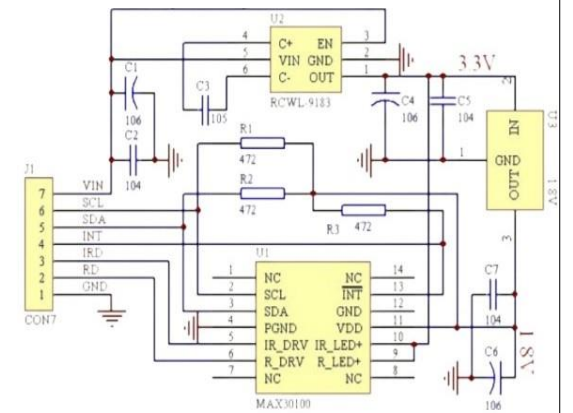 U2
4 C+ EN 3
5 VIN GND 2
6 C- OUT 1
RCWL-9183
3.3V
C1
106
C2
104
C3
105
C4
106
C5
104
2
IN
GND
OUT
1
3
U3
1.8V
R1
472
R2
472
R3 472
J1
7 VIN
6 SCL
5 SDA
4 INT
3 IRD
2 RD
1 GND
CON7
U1
1 NC NC 14
2 SCL INT 13
3 SDA GND 12
4 PGND VDD 11
5 IR_DRV IR_LED+ 10
6 R_DRV R_LED+ 9
7 NC NC 8
MAX30100
C7
104
C6
106
1.8V